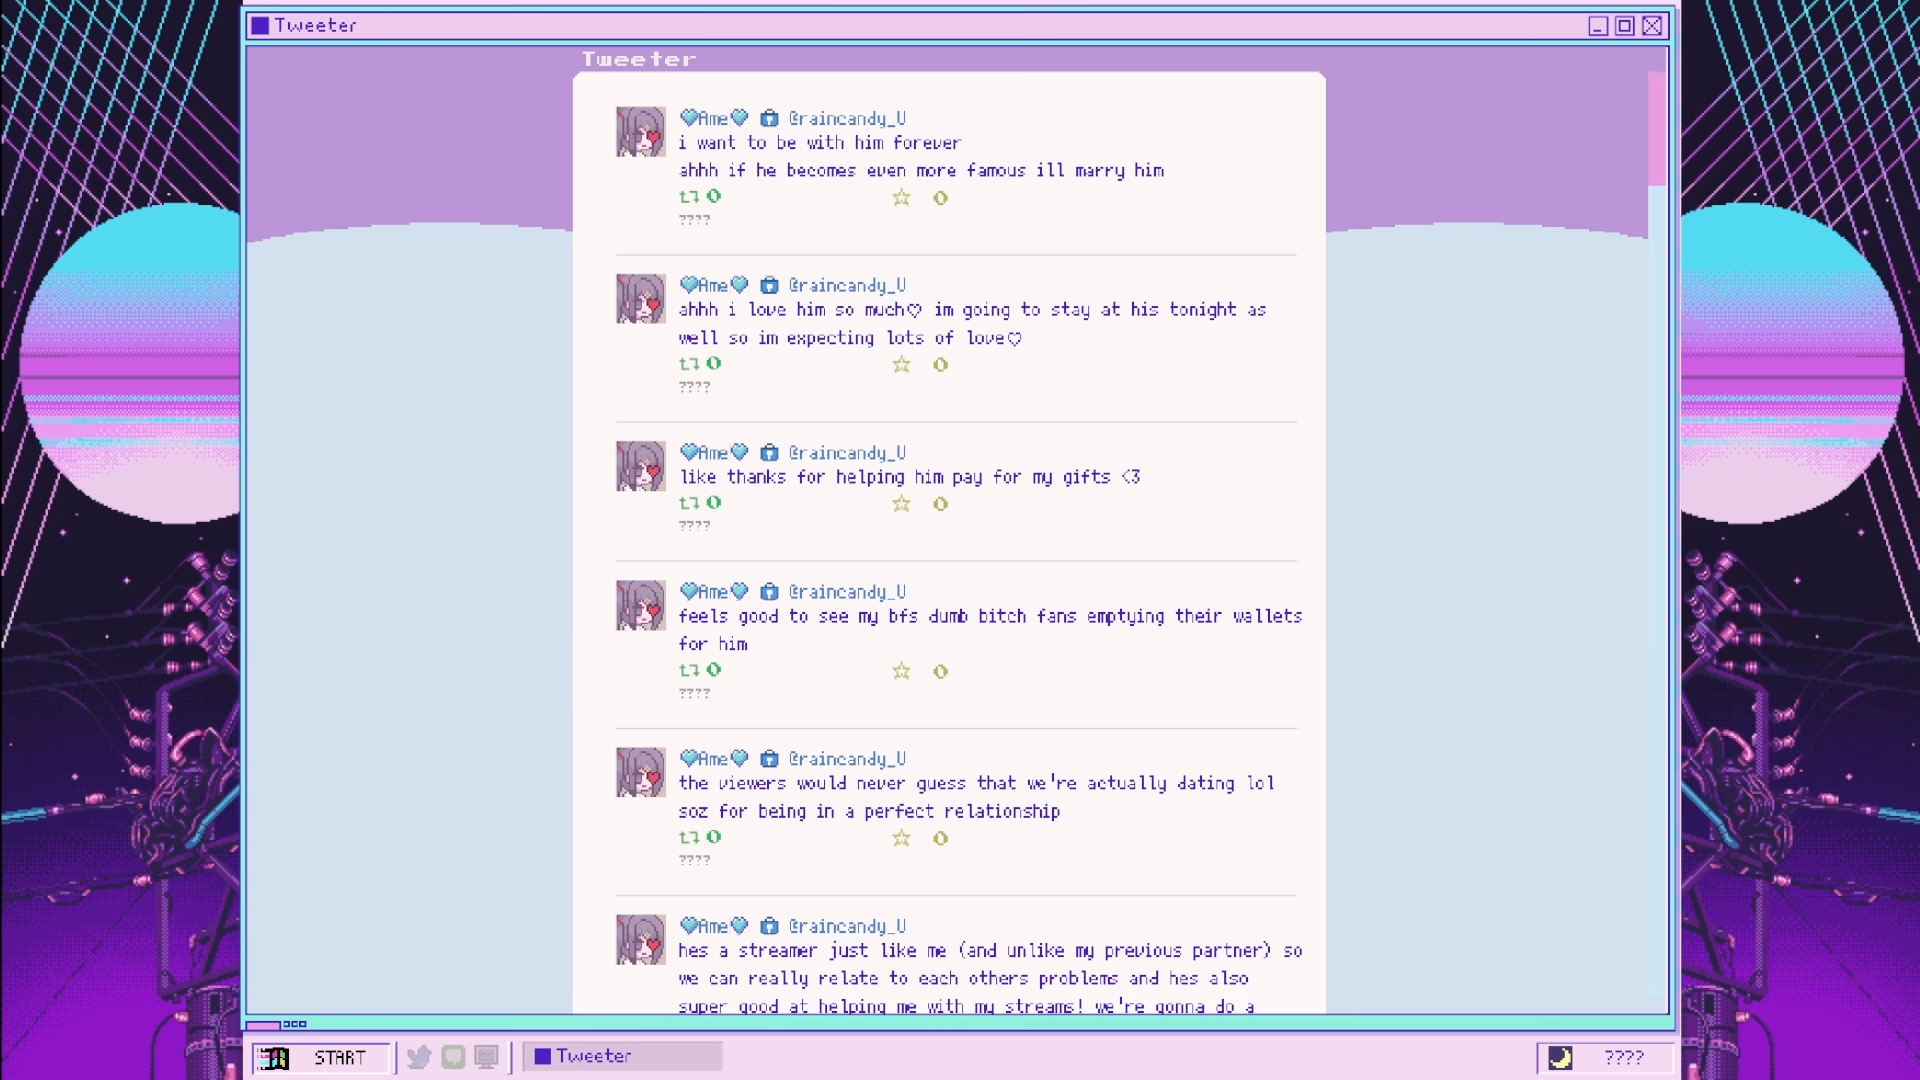 Tweeter
Tweeter
Ame @raincandy_U
i want to be with him forever
ahhh if he becomes even more famous ill marry him
0 0
????
Ame @raincandy_U
ahhh i love him so much♡ im going to stay at his tonight as
well so im expecting lots of love♡
0 0
????
Ame @raincandy_U
like thanks for helping him pay for my gifts <3
0 0
????
Ame @raincandy_U
feels good to see my bfs dumb bitch fans emptying their wallets
for him
0 0
????
Ame @raincandy_U
the viewers would never guess that we're actually dating lol
soz for being in a perfect relationship
0 0
????
Ame @raincandy_U
hes a streamer just like me (and unlike my previous partner) so
we can really relate to each others problems and hes also
super good at helping me with my streams! we're gonna do a
START Tweeter ????